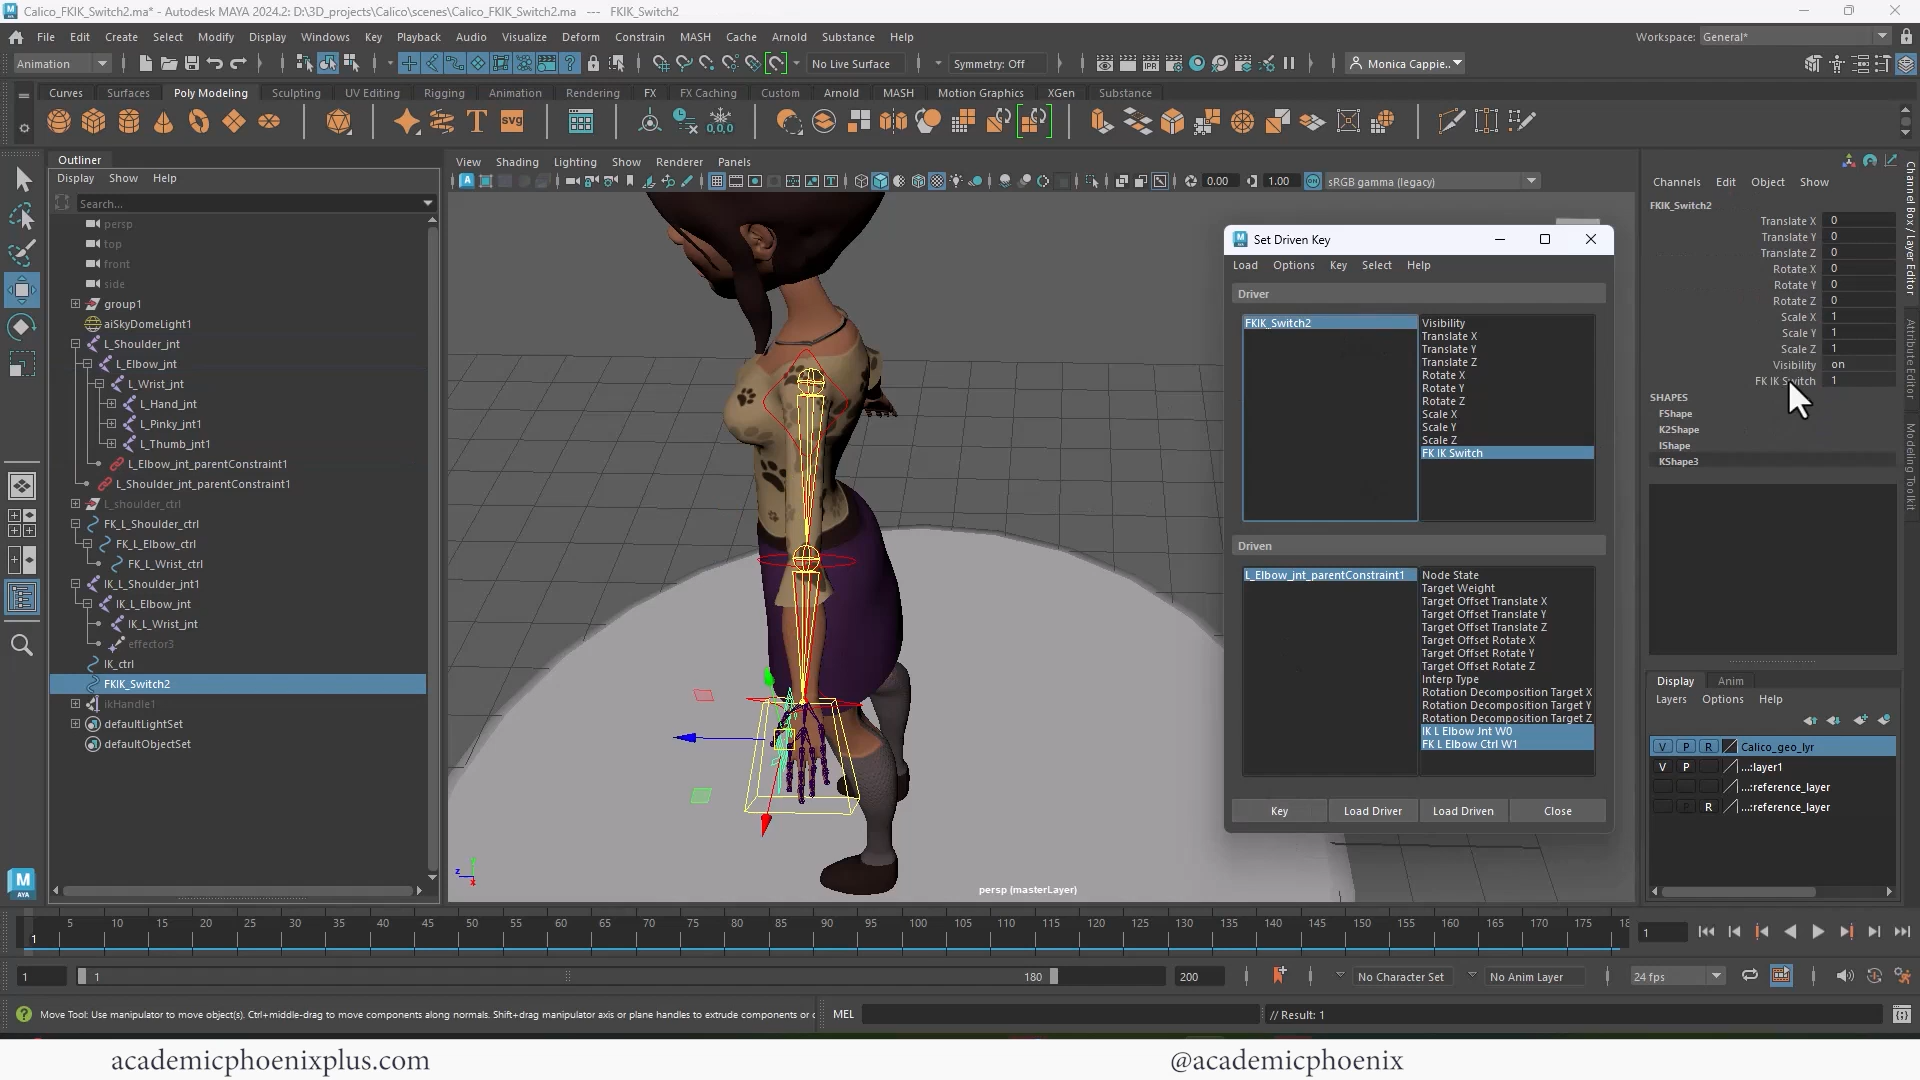 Calico_FKIK_Switch2.ma* - Autodesk MAYA 2024.2: D:\3D_projects\Calico\scenes\Calico_FKIK_Switch2.ma --- FKIK_Switch2
File Edit Create Select Modify Display Windows Key Playback Audio Visualize Deform Constrain MASH Cache Arnold Substance Help
Workspace: General*
Animation
No Live Surface
Symmetry: Off
Monica Cappie..
Curves Surfaces Poly Modeling Sculpting UV Editing Rigging Animation Rendering FX FX Caching Custom Arnold MASH Motion Graphics XGen Substance
T
SVG
0,0,0
Outliner
Display Show Help
Search...
persp
top
front
side
group1
aiSkyDomeLight1
L_Shoulder_jnt
L_Elbow_jnt
L_Wrist_jnt
L_Hand_jnt
L_Pinky_jnt1
L_Thumb_jnt1
L_Elbow_jnt_parentConstraint1
L_Shoulder_jnt_parentConstraint1
L_shoulder_ctrl
FK_L_Shoulder_ctrl
FK_L_Elbow_ctrl
FK_L_Wrist_ctrl
IK_L_Shoulder_jnt1
IK_L_Elbow_jnt
IK_L_Wrist_jnt
effector3
IK_ctrl
FKIK_Switch2
ikHandle1
defaultLightSet
defaultObjectSet
View Shading Lighting Show Renderer Panels
0.00
1.00
sRGB gamma (legacy)
persp (masterLayer)
Set Driven Key
Load Options Key Select Help
Driver
FKIK_Switch2
Visibility
Translate X
Translate Y
Translate Z
Rotate X
Rotate Y
Rotate Z
Scale X
Scale Y
Scale Z
FK IK Switch
Driven
L_Elbow_jnt_parentConstraint1
Node State
Target Weight
Target Offset Translate X
Target Offset Translate Y
Target Offset Translate Z
Target Offset Rotate X
Target Offset Rotate Y
Target Offset Rotate Z
Interp Type
Rotation Decomposition Target X
Rotation Decomposition Target Y
Rotation Decomposition Target Z
IK L Elbow Jnt W0
FK L Elbow Ctrl W1
Key Load Driver Load Driven Close
Channels Edit Object Show
FKIK_Switch2
Translate X 0
Translate Y 0
Translate Z 0
Rotate X 0
Rotate Y 0
Rotate Z 0
Scale X 1
Scale Y 1
Scale Z 1
Visibility on
FK IK Switch 1
SHAPES
FShape
K2Shape
IShape
KShape3
Channel Box / Layer Editor
Attribute Editor
Modeling Toolkit
Display Anim
Layers Options Help
V P R Calico_geo_lyr
V P ...:layer1
...:reference_layer
R ...:reference_layer
5 10 15 20 25 30 35 40 45 50 55 60 65 70 75 80 85 90 95 100 105 110 115 120 125 130 135 140 145 150 155 160 165 170 175 18
1
1
1 1 180 200
No Character Set
No Anim Layer
24 fps
Move Tool: Use manipulator to move object(s). Ctrl+middle-drag to move components along normals. Shift+drag manipulator axis or plane handles to extrude components or c
MEL
// Result: 1
academicphoenixplus.com
@academicphoenix